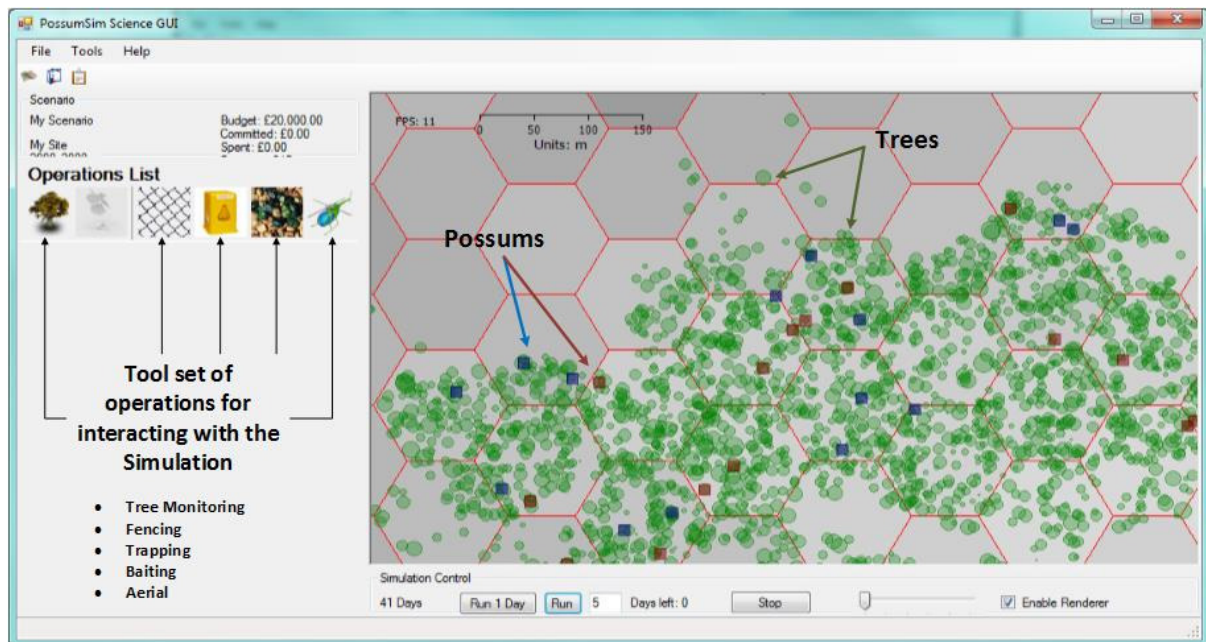 PossumSim Science GUI
File Tools Help
Scenario
My Scenario
Budget: £20,000.00
Committed: £0.00
My Site
Spent: £0.00
Operations List
Tool set of
operations for
interacting with the
Simulation
• Tree Monitoring
• Fencing
• Trapping
• Baiting
• Aerial
FPS: 11
0 50 100 150
Units: m
Trees
Possums
Simulation Control
41 Days Run 1 Day Run 5 Days left: 0 Stop Enable Renderer